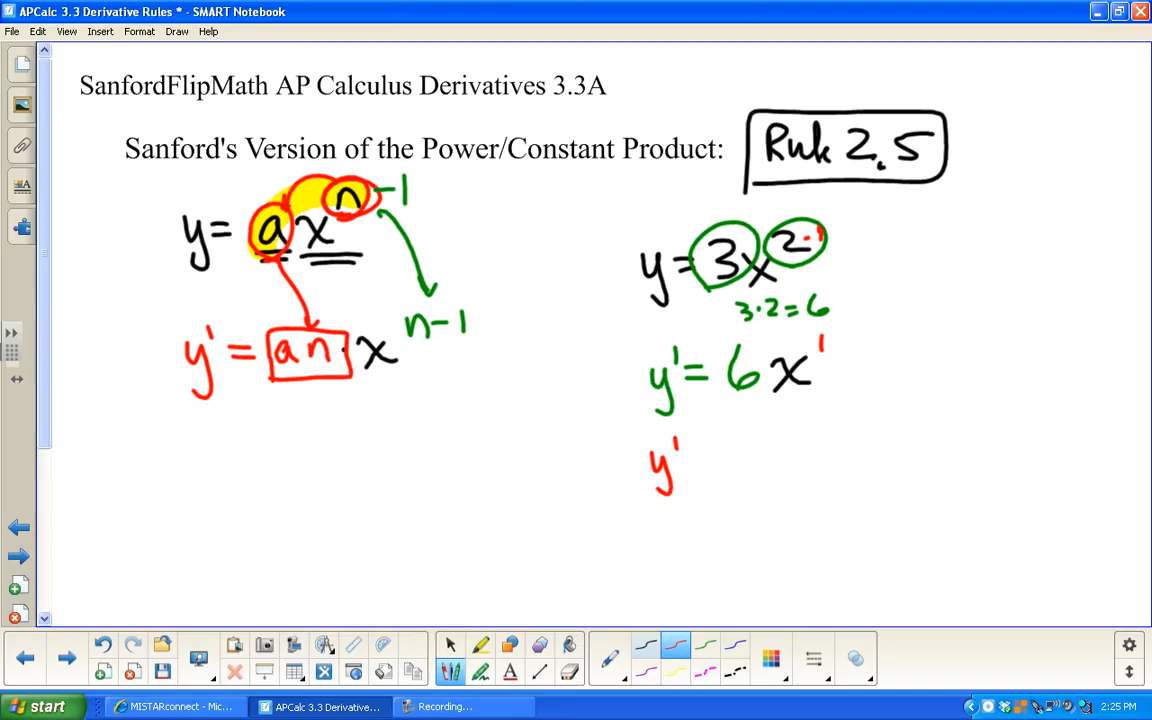 APCalc 3.3 Derivative Rules * - SMART Notebook
File Edit View Insert Format Draw Help
SanfordFlipMath AP Calculus Derivatives 3.3A
Sanford's Version of the Power/Constant Product: Rule 2.5
y = a x^n -1
y = 3x^2-1
3·2=6
n-1
y' = an · x
y' = 6x^1
y'
start
MISTARconnect - Mic...
APCalc 3.3 Derivative...
Recording...
2:25 PM